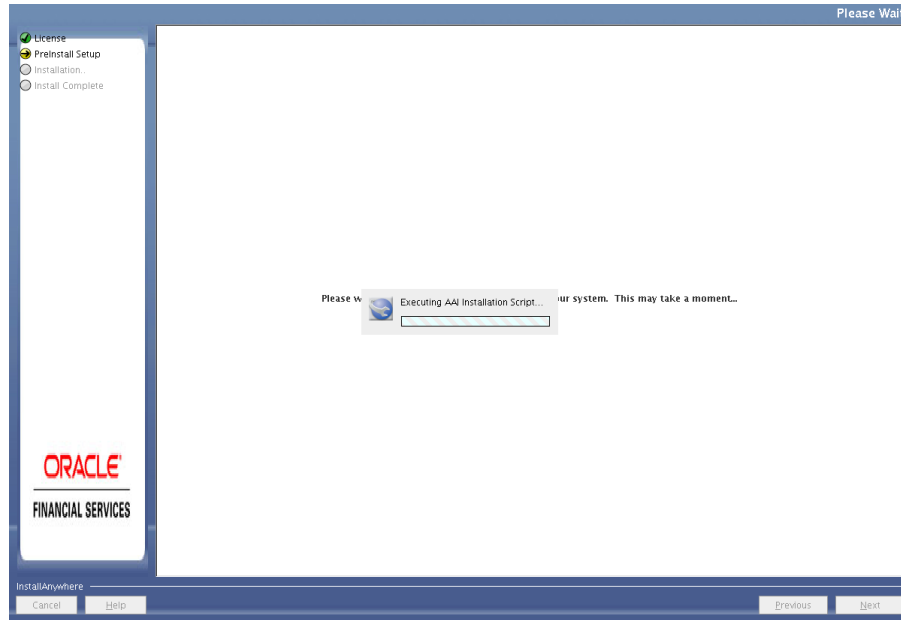 Please Wai
License
PreInstall Setup
Installation..
Install Complete
Please w
ur system. This may take a moment...
Executing AAI Installation Script...
ORACLE'
FINANCIAL SERVICES
InstallAnywhere
Cancel
Help
Previous
Next